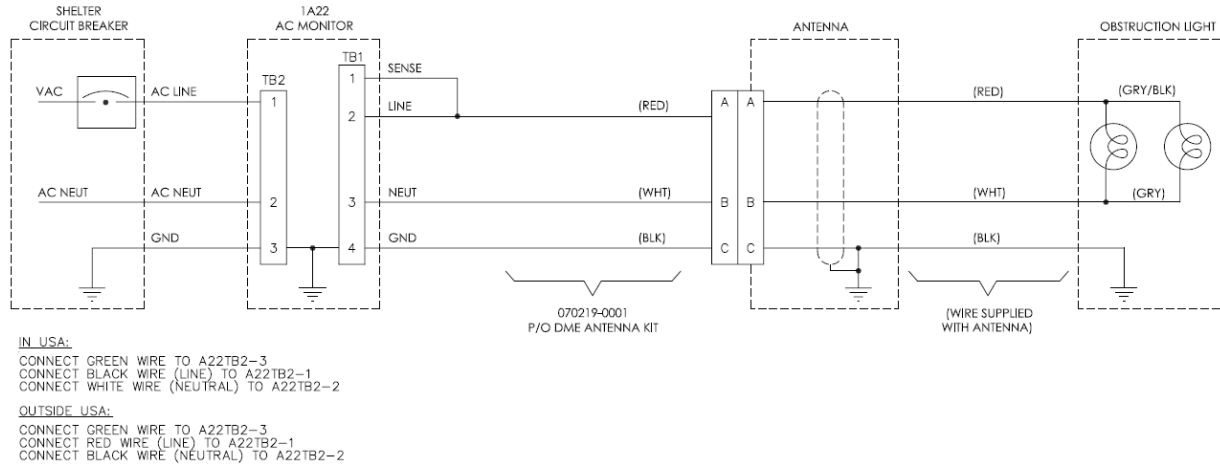 SHELTER
CIRCUIT BREAKER
1A22
AC MONITOR
ANTENNA
OBSTRUCTION LIGHT
TB1
TB2
VAC
AC LINE
1
1
SENSE
2
LINE
(RED)
A
A
(RED)
(GRY/BLK)
AC NEUT
AC NEUT
2
3
NEUT
(WHT)
B
B
(WHT)
(GRY)
GND
3
4
GND
(BLK)
C
C
(BLK)
070219-0001
P/O DME ANTENNA KIT
(WIRE SUPPLIED
WITH ANTENNA)
IN USA:
CONNECT GREEN WIRE TO A22TB2-3
CONNECT BLACK WIRE (LINE) TO A22TB2-1
CONNECT WHITE WIRE (NEUTRAL) TO A22TB2-2
OUTSIDE USA:
CONNECT GREEN WIRE TO A22TB2-3
CONNECT RED WIRE (LINE) TO A22TB2-1
CONNECT BLACK WIRE (NEUTRAL) TO A22TB2-2